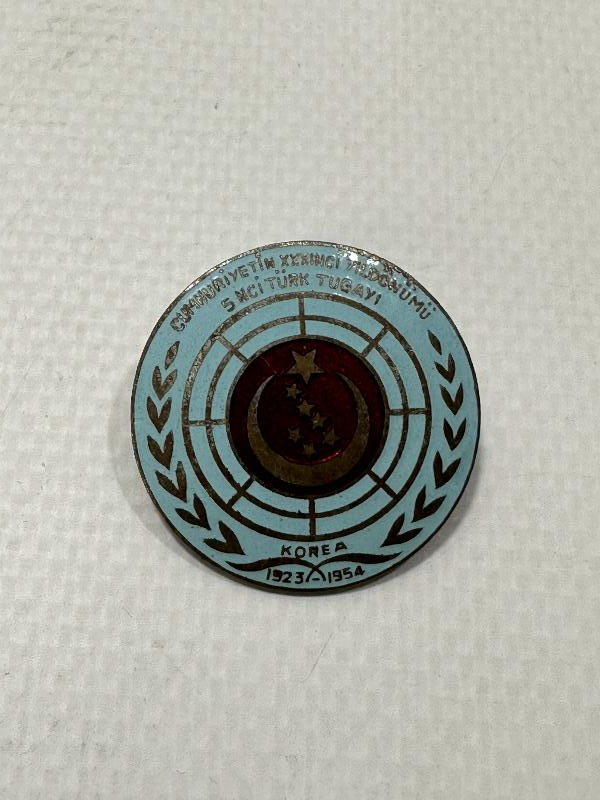 CUMHURİYETİN XXXINCI YILDÖNÜMÜ
5 NCİ TÜRK TUGAYI
KOREA
1923-1954